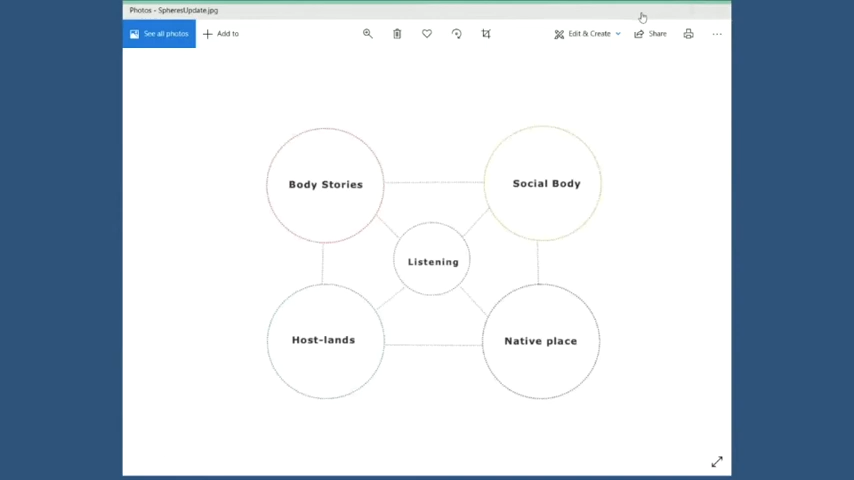 Photos - SpheresUpdate.jpg
See all photos
Add to
Edit & Create
Share
Body Stories
Social Body
Listening
Host-lands
Native place